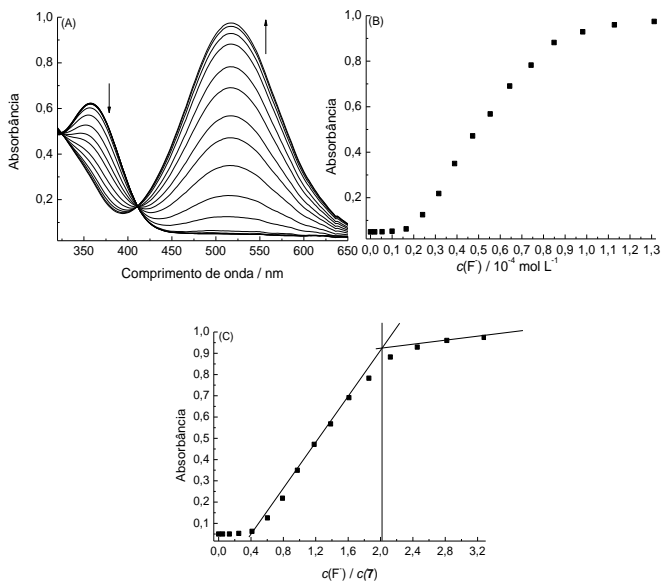 (A)
1,0
0,8
0,6
0,4
0,2
Absorbância
350 400 450 500 550 600 650
Comprimento de onda / nm
(B)
1,0
0,8
0,6
0,4
0,2
Absorbância
0,0 0,1 0,2 0,3 0,4 0,5 0,6 0,7 0,8 0,9 1,0 1,1 1,2 1,3
c(F⁻) / 10⁻⁴ mol L⁻¹
(C)
1,0
0,9
0,8
0,7
0,6
0,5
0,4
0,3
0,2
0,1
Absorbância
0,0 0,4 0,8 1,2 1,6 2,0 2,4 2,8 3,2
c(F⁻) / c(7)